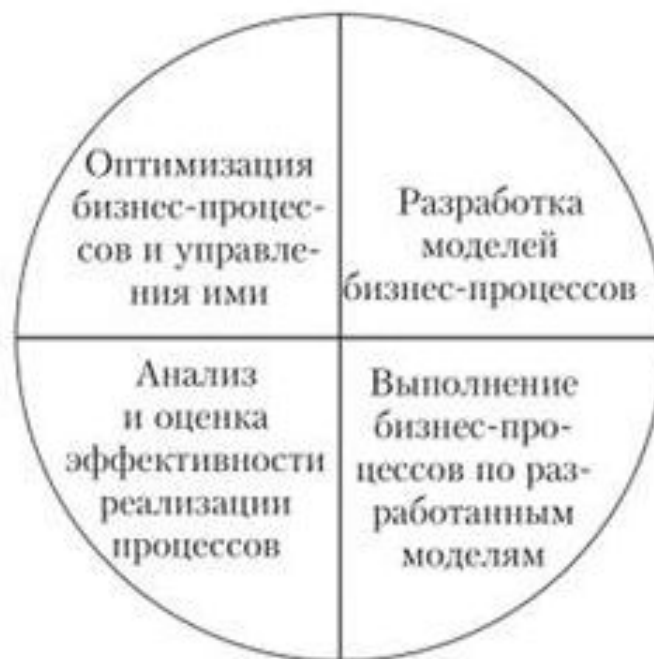 Оптимизация
бизнес-процес-
сов и управле-
ния ими
Разработка
моделей
бизнес-процессов
Анализ
и оценка
эффективности
реализации
процессов
Выполнение
бизнес-про-
цессов по раз-
работанным
моделям